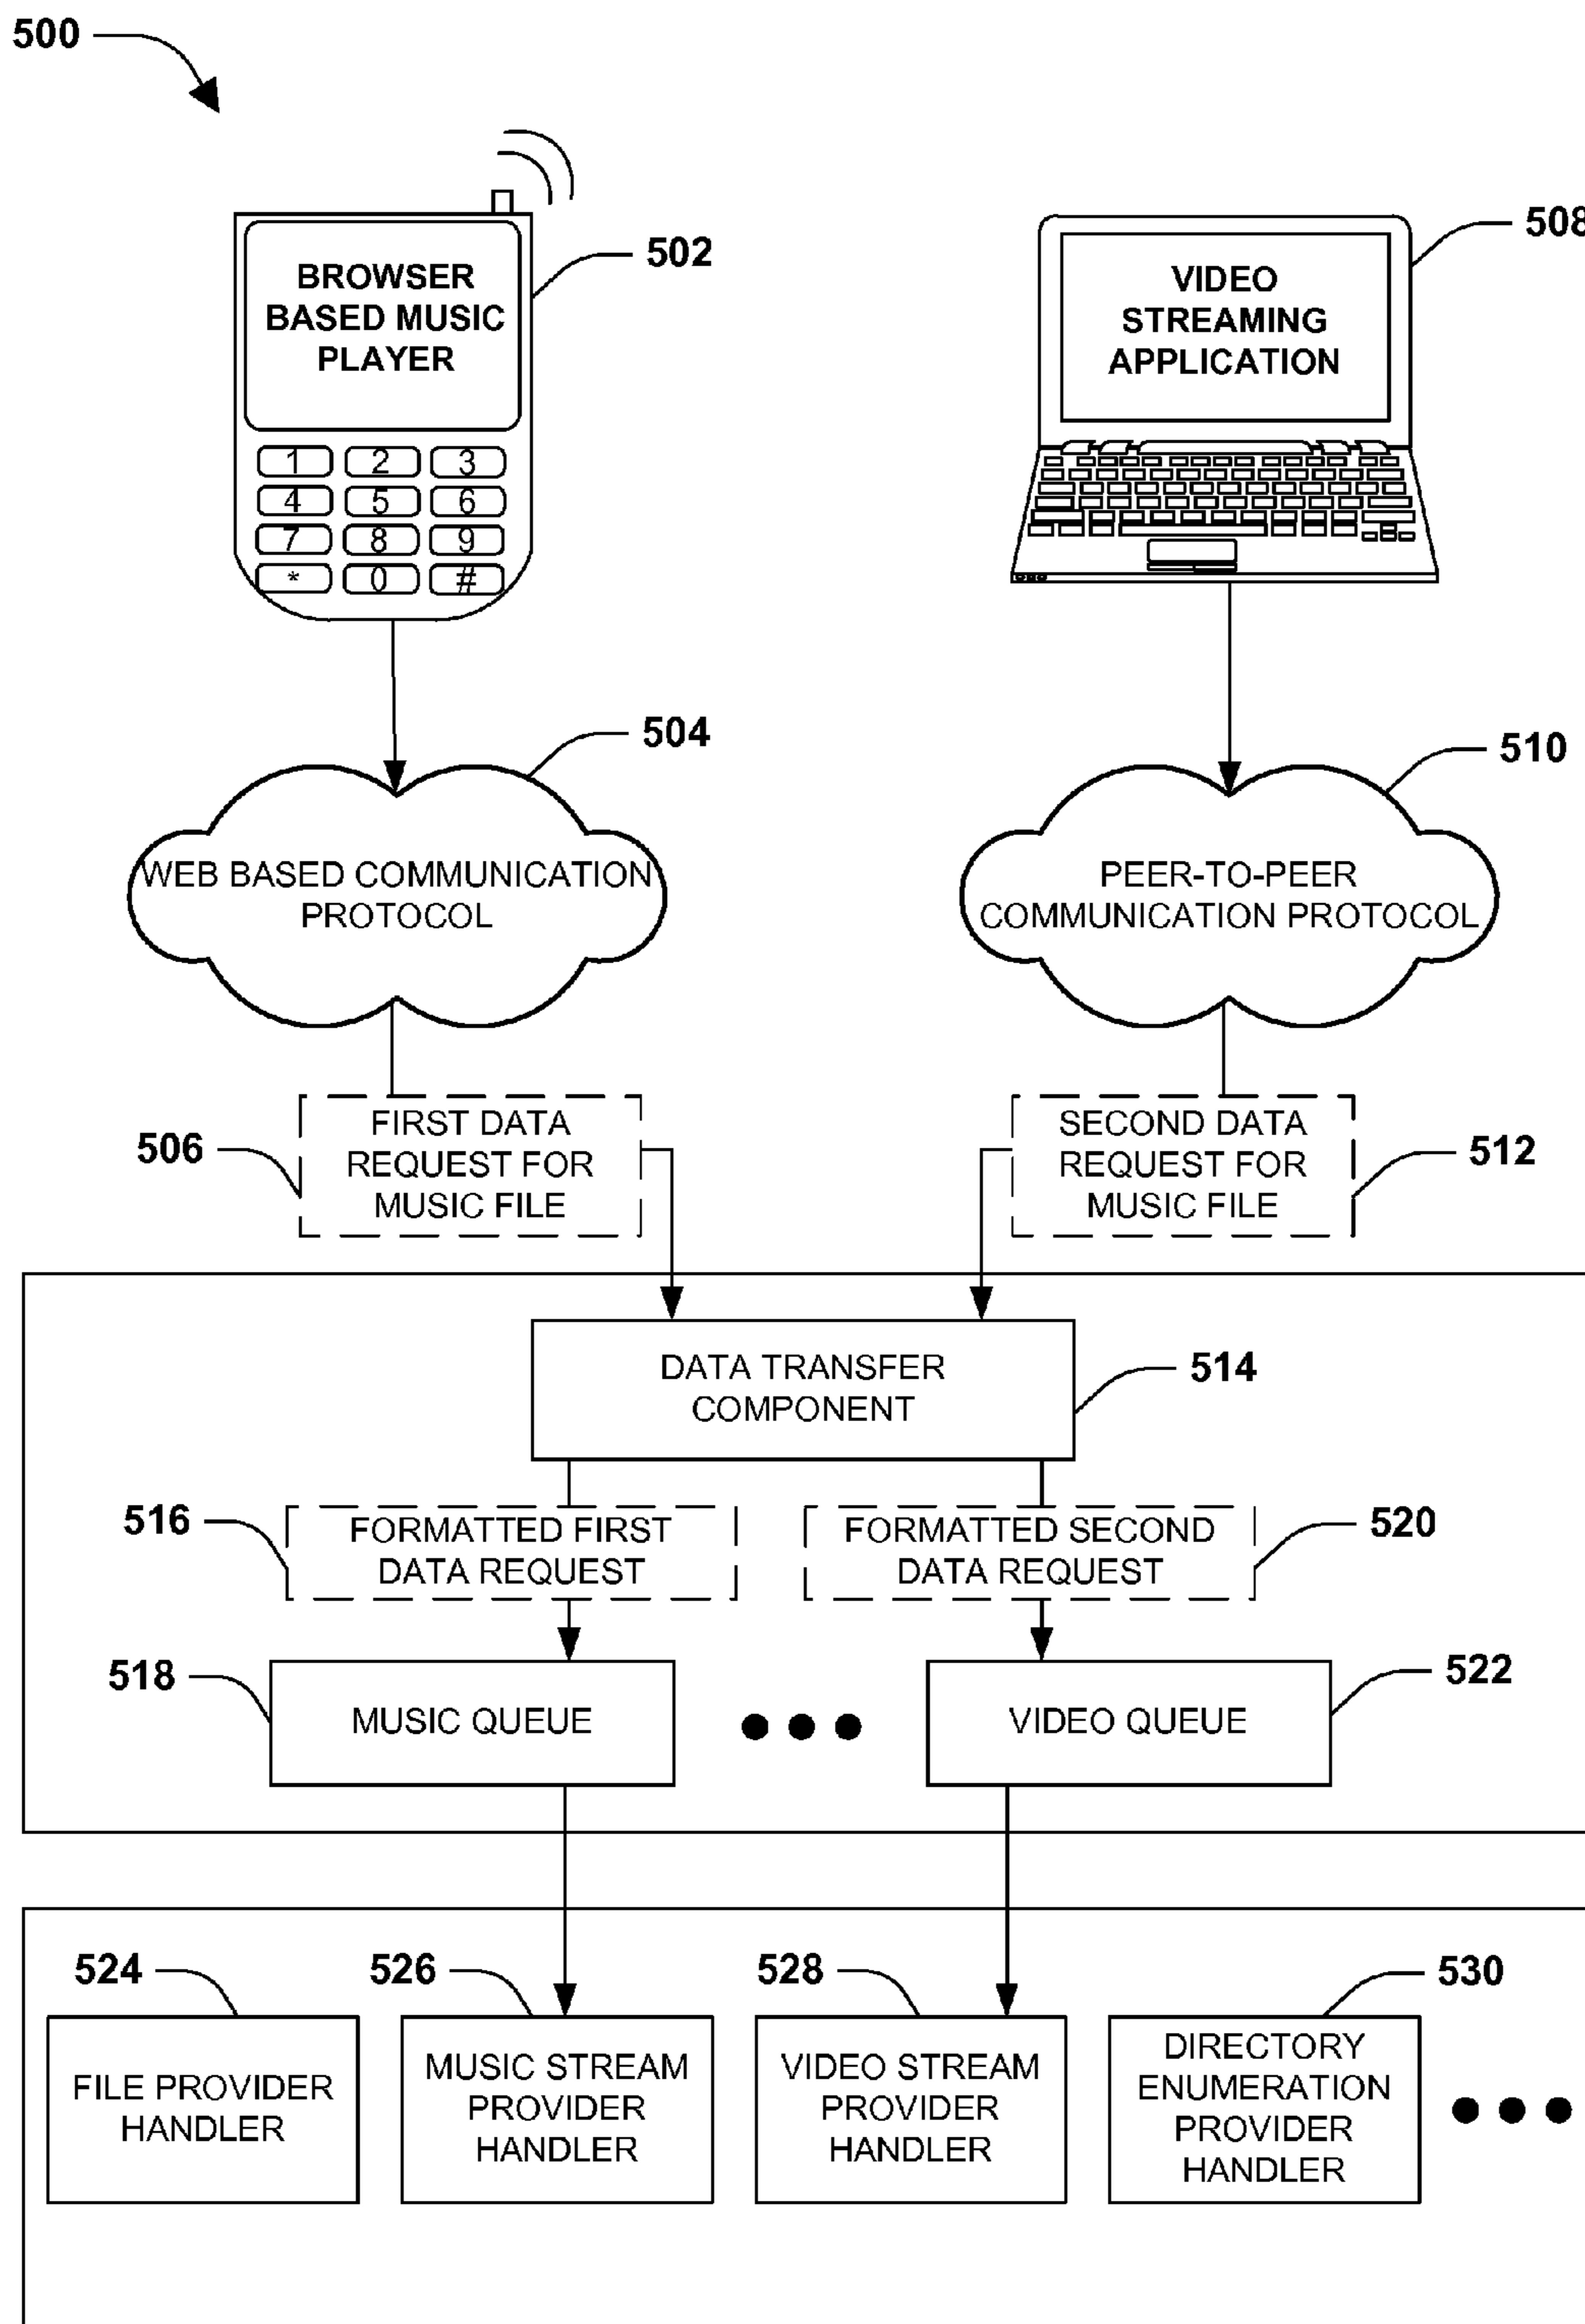 500
BROWSER
BASED MUSIC
PLAYER
502
1 2 3
4 5 6
7 8 9
* 0 #
508
VIDEO
STREAMING
APPLICATION
504
WEB BASED COMMUNICATION
PROTOCOL
510
PEER-TO-PEER
COMMUNICATION PROTOCOL
506
FIRST DATA
REQUEST FOR
MUSIC FILE
SECOND DATA
REQUEST FOR
MUSIC FILE
512
DATA TRANSFER
COMPONENT
514
516
FORMATTED FIRST
DATA REQUEST
FORMATTED SECOND
DATA REQUEST
520
518
MUSIC QUEUE
VIDEO QUEUE
522
524
FILE PROVIDER
HANDLER
526
MUSIC STREAM
PROVIDER
HANDLER
528
VIDEO STREAM
PROVIDER
HANDLER
530
DIRECTORY
ENUMERATION
PROVIDER
HANDLER